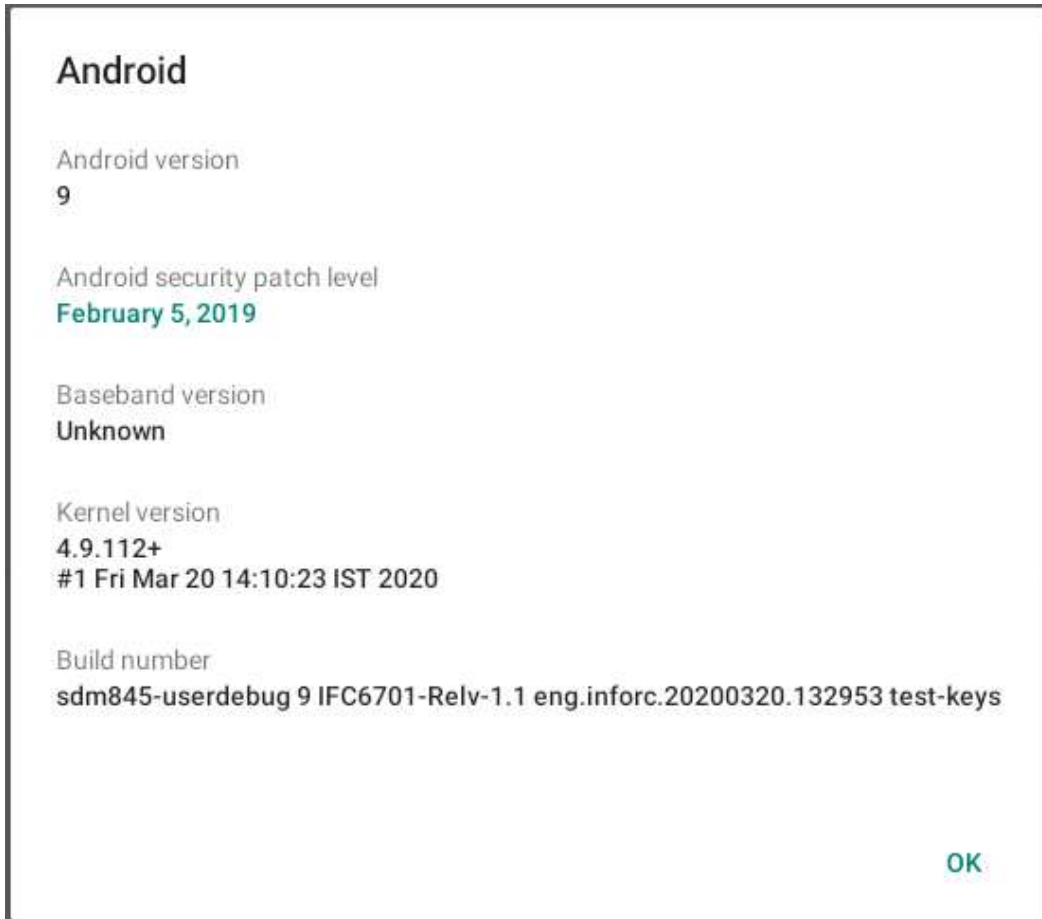 Android
Android version
9
Android security patch level
February 5, 2019
Baseband version
Unknown
Kernel version
4.9.112+
#1 Fri Mar 20 14:10:23 IST 2020
Build number
sdm845-userdebug 9 IFC6701-Relv-1.1 eng.inforc.20200320.132953 test-keys
OK